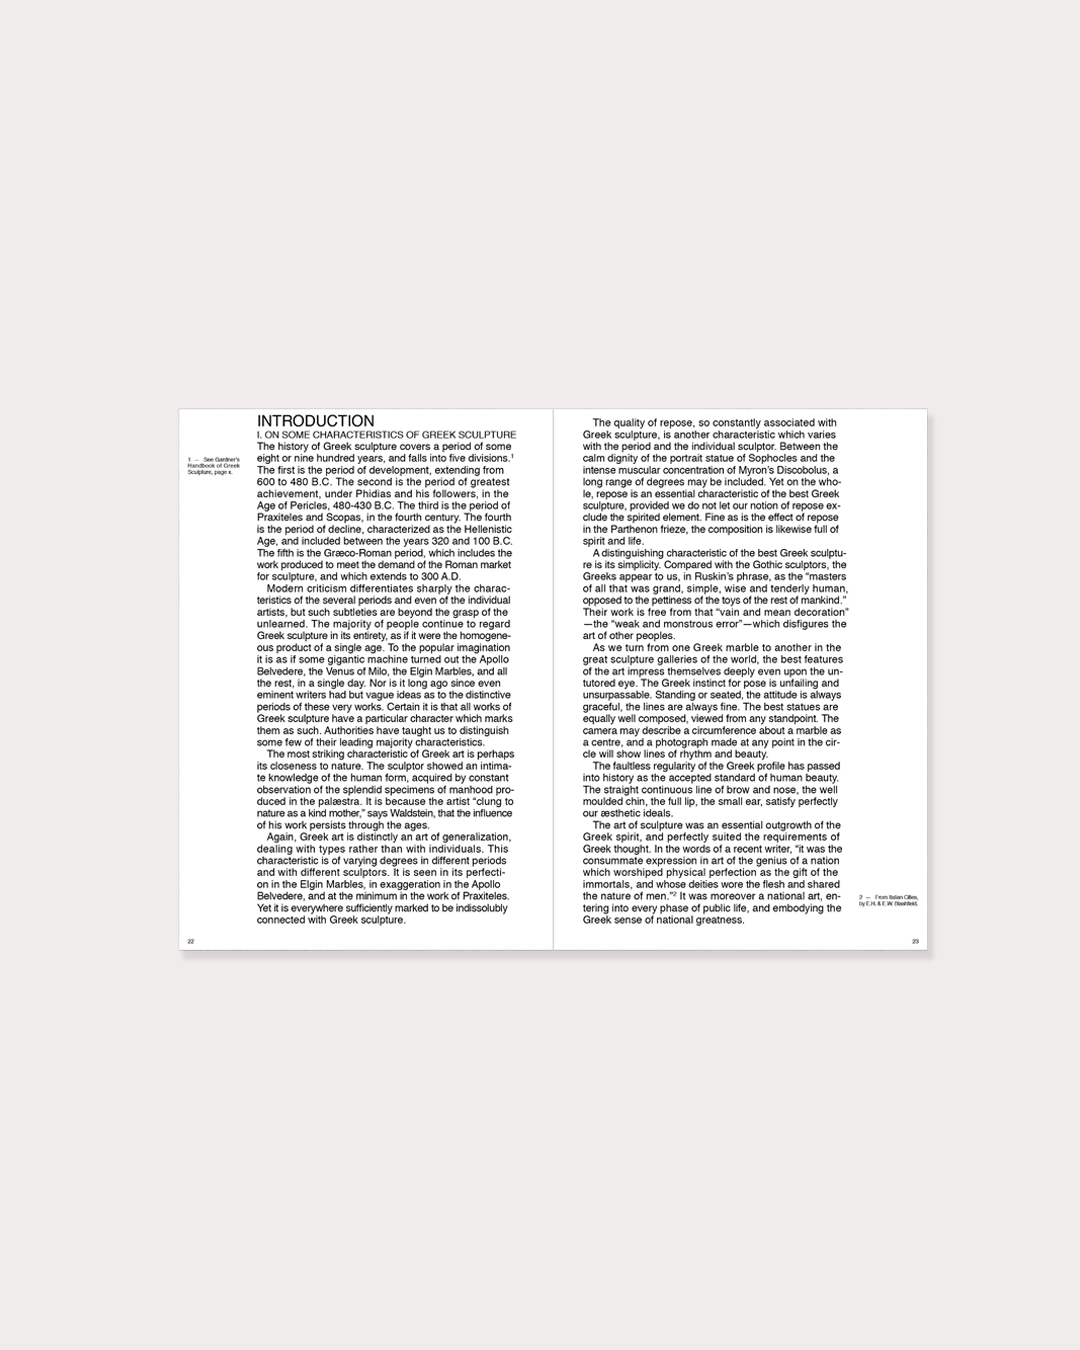 INTRODUCTION
I. ON SOME CHARACTERISTICS OF GREEK SCULPTURE
The history of Greek sculpture covers a period of some
eight or nine hundred years, and falls into five divisions.¹
The first is the period of development, extending from
600 to 480 B.C. The second is the period of greatest
achievement, under Phidias and his followers, in the
Age of Pericles, 480-430 B.C. The third is the period of
Praxiteles and Scopas, in the fourth century. The fourth
is the period of decline, characterized as the Hellenistic
Age, and included between the years 320 and 100 B.C.
The fifth is the Græco-Roman period, which includes the
work produced to meet the demand of the Roman market
for sculpture, and which extends to 300 A.D.
Modern criticism differentiates sharply the charac-
teristics of the several periods and even of the individual
artists, but such subtleties are beyond the grasp of the
unlearned. The majority of people continue to regard
Greek sculpture in its entirety, as if it were the homogene-
ous product of a single age. To the popular imagination
it is as if some gigantic machine turned out the Apollo
Belvedere, the Venus of Milo, the Elgin Marbles, and all
the rest, in a single day. Nor is it long ago since even
eminent writers had but vague ideas as to the distinctive
periods of these very works. Certain it is that all works of
Greek sculpture have a particular character which marks
them as such. Authorities have taught us to distinguish
some few of their leading majority characteristics.
The most striking characteristic of Greek art is perhaps
its closeness to nature. The sculptor showed an intima-
te knowledge of the human form, acquired by constant
observation of the splendid specimens of manhood pro-
duced in the palæstra. It is because the artist “clung to
nature as a kind mother,” says Waldstein, that the influence
of his work persists through the ages.
Again, Greek art is distinctly an art of generalization,
dealing with types rather than with individuals. This
characteristic is of varying degrees in different periods
and with different sculptors. It is seen in its perfecti-
on in the Elgin Marbles, in exaggeration in the Apollo
Belvedere, and at the minimum in the work of Praxiteles.
Yet it is everywhere sufficiently marked to be indissolubly
connected with Greek sculpture.
1 — See Gardner's
Handbook of Greek
Sculpture, page x.
22
The quality of repose, so constantly associated with
Greek sculpture, is another characteristic which varies
with the period and the individual sculptor. Between the
calm dignity of the portrait statue of Sophocles and the
intense muscular concentration of Myron’s Discobolus, a
long range of degrees may be included. Yet on the who-
le, repose is an essential characteristic of the best Greek
sculpture, provided we do not let our notion of repose ex-
clude the spirited element. Fine as is the effect of repose
in the Parthenon frieze, the composition is likewise full of
spirit and life.
A distinguishing characteristic of the best Greek sculptu-
re is its simplicity. Compared with the Gothic sculptors, the
Greeks appear to us, in Ruskin’s phrase, as the “masters
of all that was grand, simple, wise and tenderly human,
opposed to the pettiness of the toys of the rest of mankind.”
Their work is free from that “vain and mean decoration”
—the “weak and monstrous error”—which disfigures the
art of other peoples.
As we turn from one Greek marble to another in the
great sculpture galleries of the world, the best features
of the art impress themselves deeply even upon the un-
tutored eye. The Greek instinct for pose is unfailing and
unsurpassable. Standing or seated, the attitude is always
graceful, the lines are always fine. The best statues are
equally well composed, viewed from any standpoint. The
camera may describe a circumference about a marble as
a centre, and a photograph made at any point in the cir-
cle will show lines of rhythm and beauty.
The faultless regularity of the Greek profile has passed
into history as the accepted standard of human beauty.
The straight continuous line of brow and nose, the well
moulded chin, the full lip, the small ear, satisfy perfectly
our æsthetic ideals.
The art of sculpture was an essential outgrowth of the
Greek spirit, and perfectly suited the requirements of
Greek thought. In the words of a recent writer, “it was the
consummate expression in art of the genius of a nation
which worshiped physical perfection as the gift of the
immortals, and whose deities wore the flesh and shared
the nature of men.”² It was moreover a national art, en-
tering into every phase of public life, and embodying the
Greek sense of national greatness.
2 — From Italian Cities,
by E.H. & E.W. Blashfield.
23